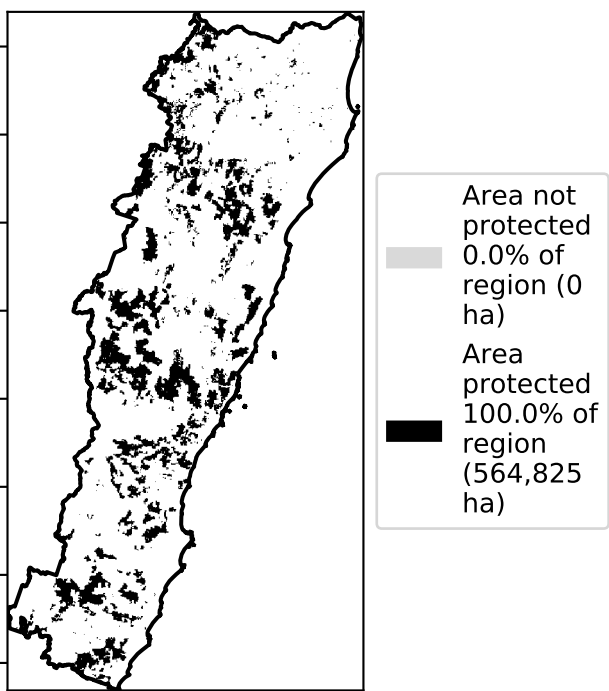 Area not
protected
0.0% of
region (0
ha)
Area
protected
100.0% of
region
(564,825
ha)